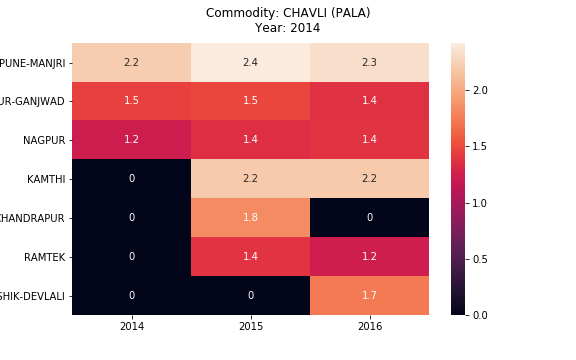 Commodity: CHAVLI (PALA)
Year: 2014
PUNE-MANJRI 2.2 2.4 2.3
UR-GANJWAD 1.5 1.5 1.4
NAGPUR 1.2 1.4 1.4
KAMTHI 0 2.2 2.2
HANDRAPUR 0 1.8 0
RAMTEK 0 1.4 1.2
SHIK-DEVLALI 0 0 1.7
2014 2015 2016
2.0
1.5
1.0
0.5
0.0